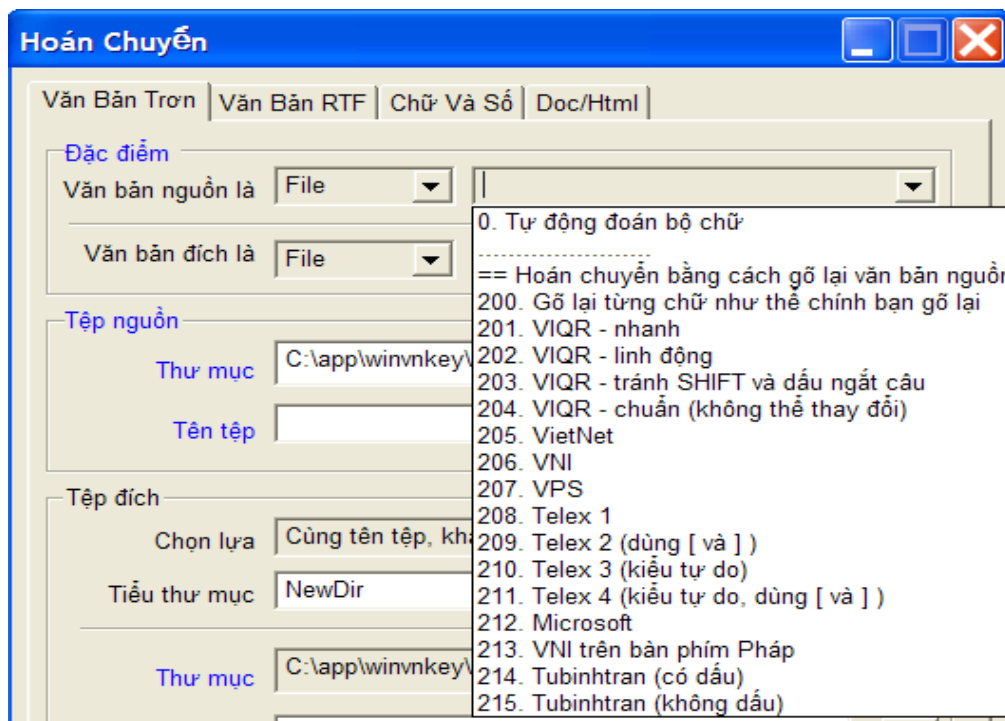 Hoán Chuyển
Văn Bản Trơn Văn Bản RTF Chữ Và Số Doc/Html
Đặc điểm
Văn bản nguồn là File
Văn bản đích là File
Tệp nguồn
Thư mục C:\app\winvnkey\
Tên tệp
Tệp đích
Chọn lựa Cùng tên tệp,
Tiểu thư mục NewDir
Thư mục C:\app\winvnkey\
0. Tự động đoán bộ chữ
-----------------------
== Hoán chuyển bằng cách gõ lại văn bản nguồn
200. Gõ lại từng chữ như thể chính bạn gõ lại
201. VIQR - nhanh
202. VIQR - linh động
203. VIQR - tránh SHIFT và dấu ngắt câu
204. VIQR - chuẩn (không thể thay đổi)
205. VietNet
206. VNI
207. VPS
208. Telex 1
209. Telex 2 (dùng [ và ] )
210. Telex 3 (kiểu tự do)
211. Telex 4 (kiểu tự do, dùng [ và ] )
212. Microsoft
213. VNI trên bàn phím Pháp
214. Tubinhtran (có dấu)
215. Tubinhtran (không dấu)